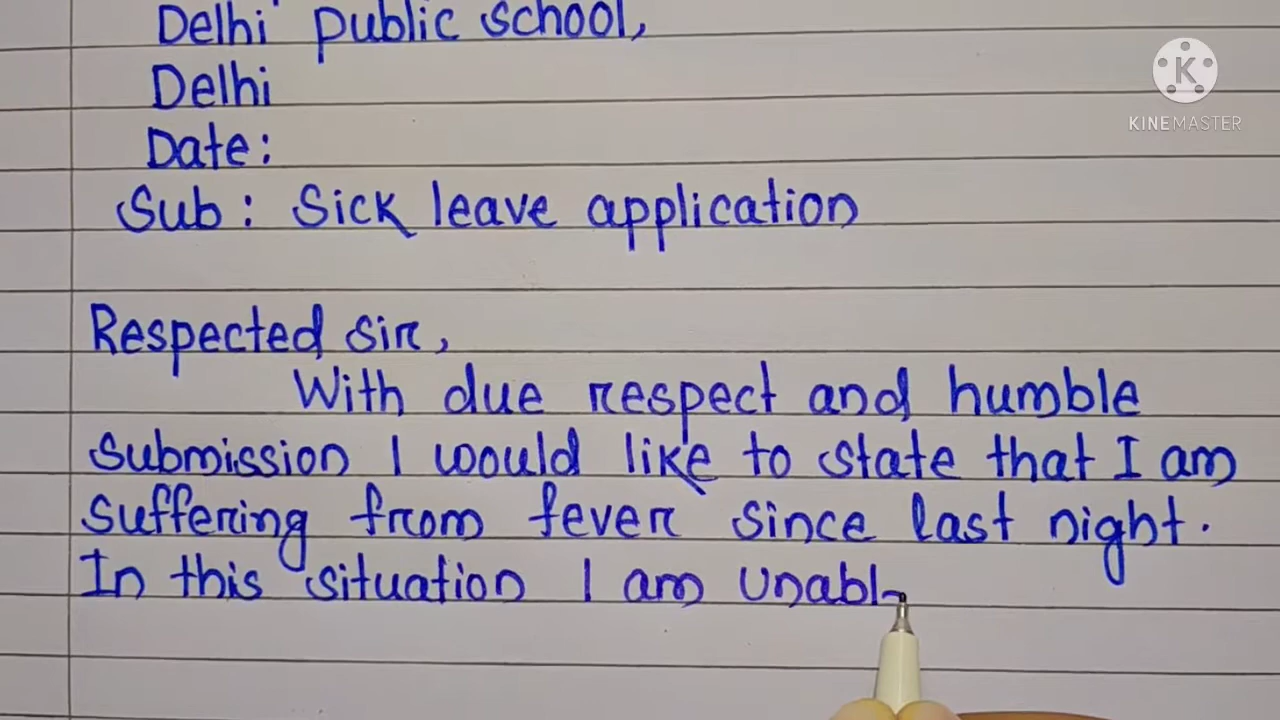 Delhi public school,
Delhi
Date:
Sub: Sick leave application
Respected Sir,
With due respect and humble
submission I would like to state that I am
suffering from fever since last night.
In this situation I am unabl
K
KINEMASTER